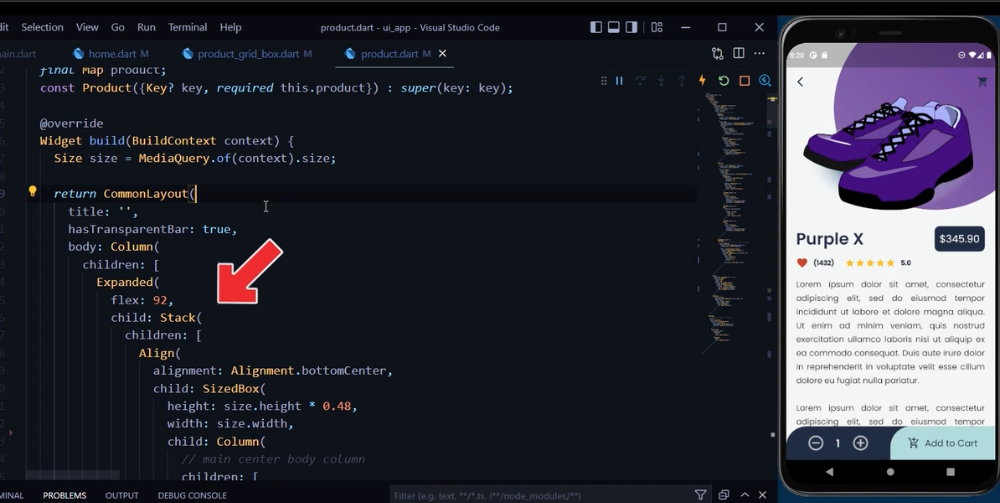 Selection View Go Run Terminal Help product.dart - ui_app - Visual Studio Code
home.dart M product_grid_box.dart M product.dart M
final Map product;
const Product({Key? key, required this.product}) : super(key: key);
@override
Widget build(BuildContext context) {
Size size = MediaQuery.of(context).size;
return CommonLayout(
title: '',
hasTransparentBar: true,
body: Column(
children: [
Expanded(
flex: 92,
child: Stack(
children: [
Align(
alignment: Alignment.bottomCenter,
child: SizedBox(
height: size.height * 0.48,
width: size.width,
child: Column(
// main center body column
children: [
PROBLEMS OUTPUT DEBUG CONSOLE Filter (e.g. text, **/*.ts, !**/node_modules/**)
Purple X $345.90
(1432) 5.0
Lorem ipsum dolor sit amet, consectetur
adipiscing elit, sed do eiusmod tempor
incididunt ut labore et dolore magna aliqua.
Ut enim ad minim veniam, quis nostrud
exercitation ullamco laboris nisi ut aliquip ex
ea commodo consequat. Duis aute irure dolor
in reprehenderit in voluptate velit esse cillum
dolore eu fugiat nulla pariatur.
Lorem ipsum dolor sit amet, consectetur
adipiscing elit, sed do eiusmod tempor
1 Add to Cart